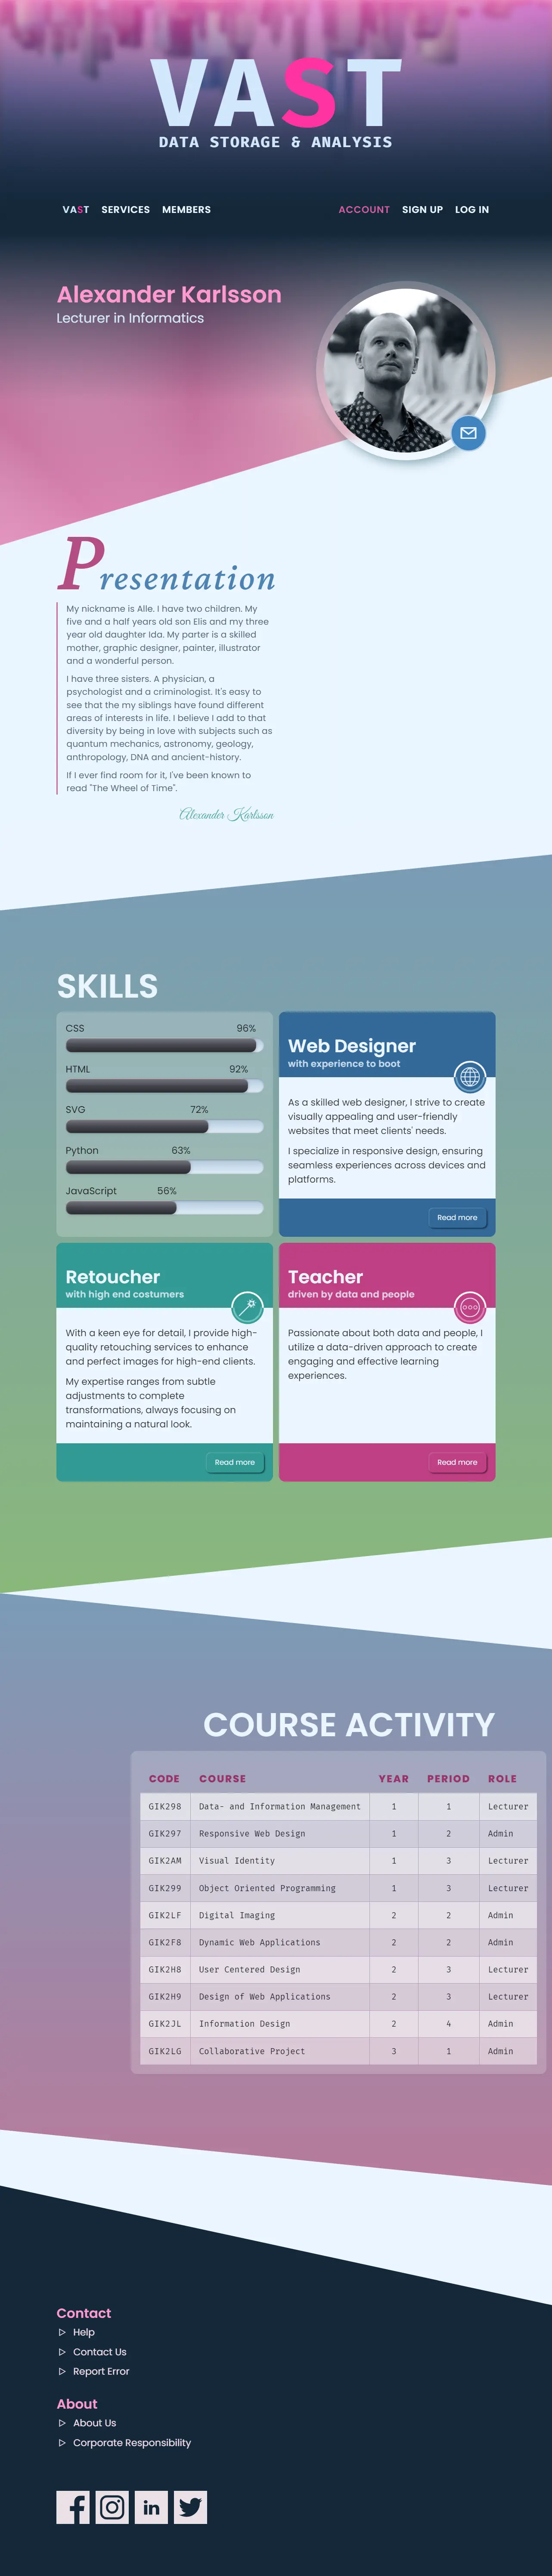 VAST
DATA STORAGE & ANALYSIS
VAST SERVICES MEMBERS ACCOUNT SIGN UP LOG IN
Alexander Karlsson
Lecturer in Informatics
Presentation
My nickname is Alle. I have two children. My
five and a half years old son Elis and my three
year old daughter Ida. My parter is a skilled
mother, graphic designer, painter, illustrator
and a wonderful person.
I have three sisters. A physician, a
psychologist and a criminologist. It's easy to
see that the my siblings have found different
areas of interests in life. I believe I add to that
diversity by being in love with subjects such as
quantum mechanics, astronomy, geology,
anthropology, DNA and ancient-history.
If I ever find room for it, I've been known to
read "The Wheel of Time".
Alexander Karlsson
SKILLS
CSS 96%
HTML 92%
SVG 72%
Python 63%
JavaScript 56%
Web Designer
with experience to boot
As a skilled web designer, I strive to create
visually appealing and user-friendly
websites that meet clients' needs.
I specialize in responsive design, ensuring
seamless experiences across devices and
platforms.
Read more
Retoucher
with high end costumers
With a keen eye for detail, I provide high-
quality retouching services to enhance
and perfect images for high-end clients.
My expertise ranges from subtle
adjustments to complete
transformations, always focusing on
maintaining a natural look.
Read more
Teacher
driven by data and people
Passionate about both data and people, I
utilize a data-driven approach to create
engaging and effective learning
experiences.
Read more
COURSE ACTIVITY
CODE COURSE YEAR PERIOD ROLE
GIK298 Data- and Information Management 1 1 Lecturer
GIK297 Responsive Web Design 1 2 Admin
GIK2AM Visual Identity 1 3 Lecturer
GIK299 Object Oriented Programming 1 3 Lecturer
GIK2LF Digital Imaging 2 2 Admin
GIK2F8 Dynamic Web Applications 2 2 Admin
GIK2H8 User Centered Design 2 3 Lecturer
GIK2H9 Design of Web Applications 2 3 Lecturer
GIK2JL Information Design 2 4 Admin
GIK2LG Collaborative Project 3 1 Admin
Contact
Help
Contact Us
Report Error
About
About Us
Corporate Responsibility